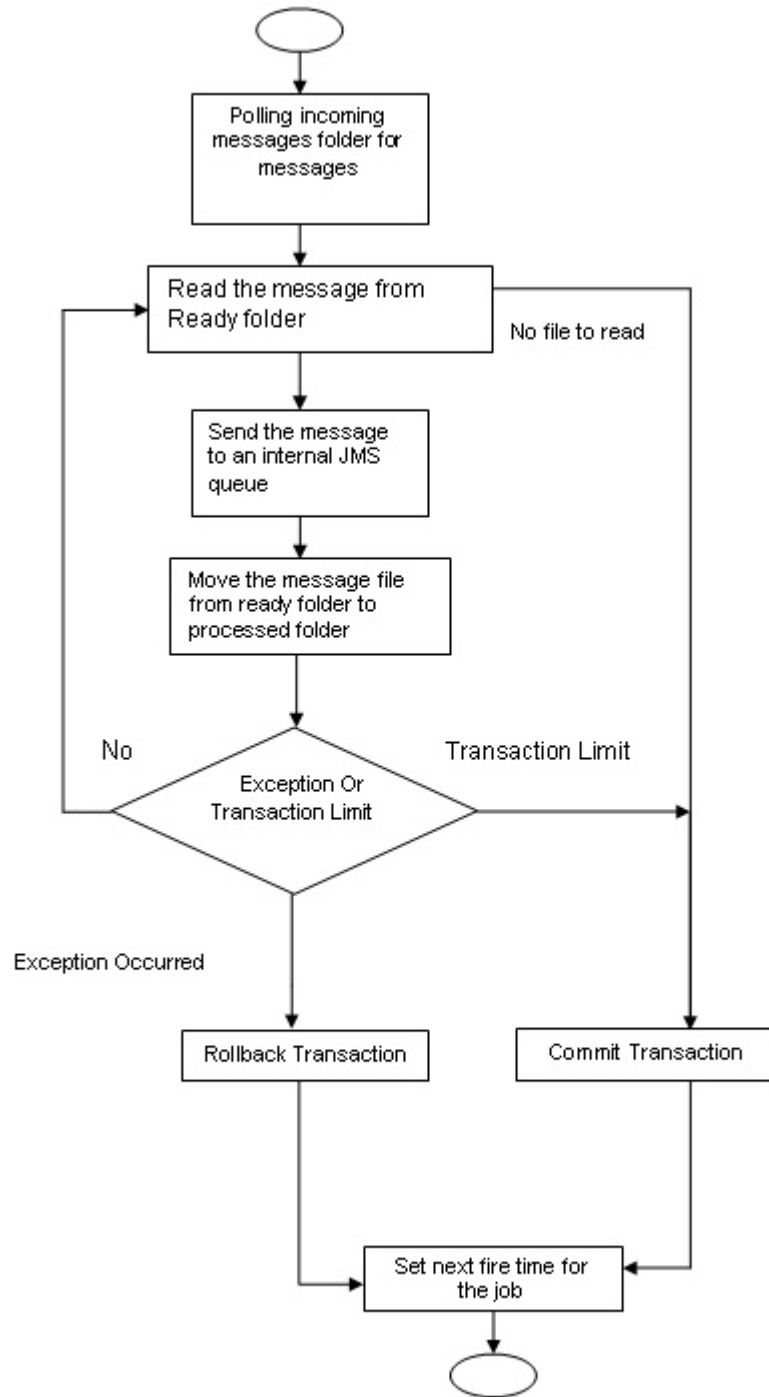 Polling incoming
messages folder for
messages
Read the message from
Ready folder
No file to read
Send the message
to an internal JMS
queue
Move the message file
from ready folder to
processed folder
No
Transaction Limit
Exception Or
Transaction Limit
Exception Occurred
Rollback Transaction
Commit Transaction
Set next fire time for
the job